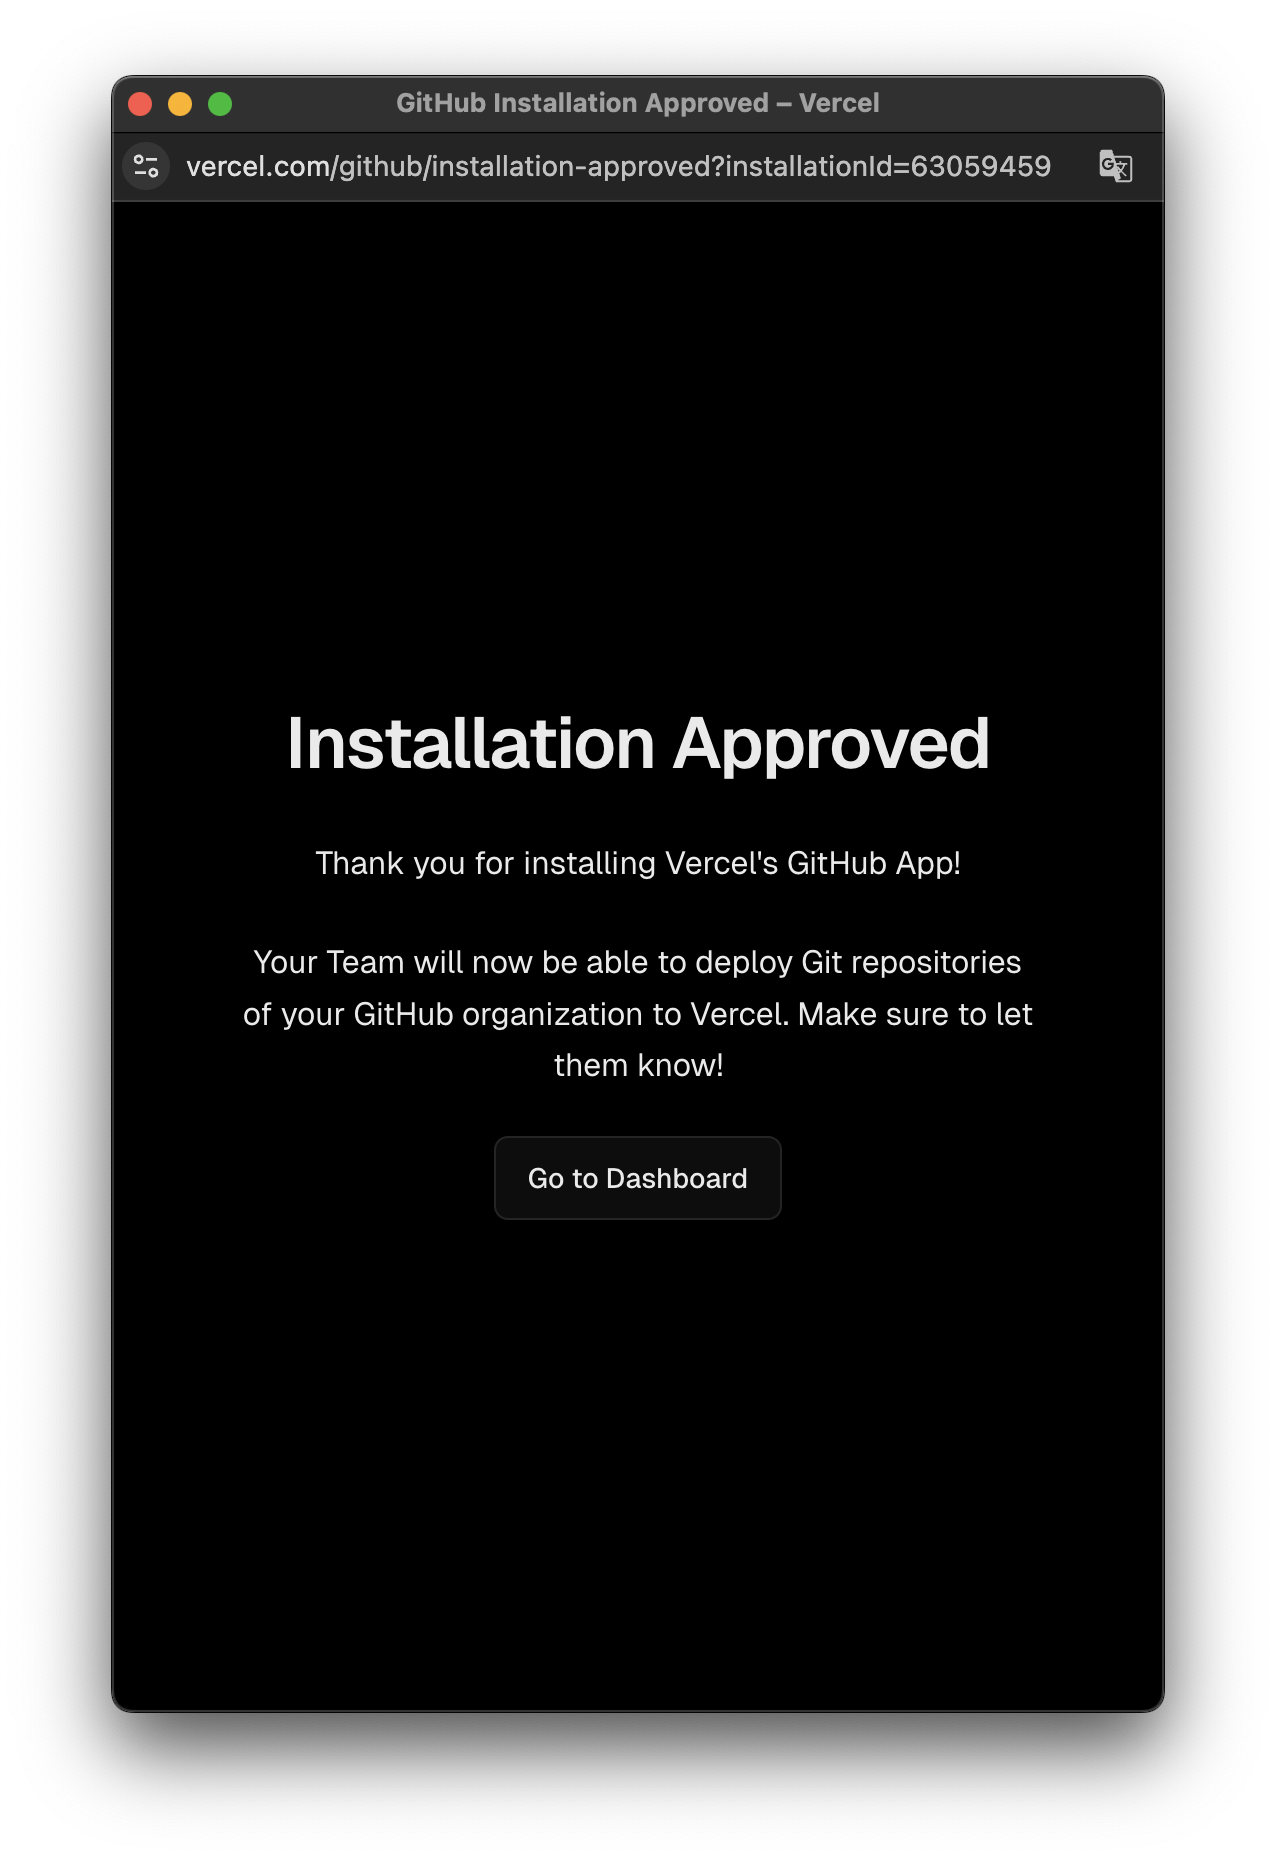 GitHub Installation Approved – Vercel
vercel.com/github/installation-approved?installationId=63059459
Installation Approved
Thank you for installing Vercel's GitHub App!
Your Team will now be able to deploy Git repositories
of your GitHub organization to Vercel. Make sure to let
them know!
Go to Dashboard